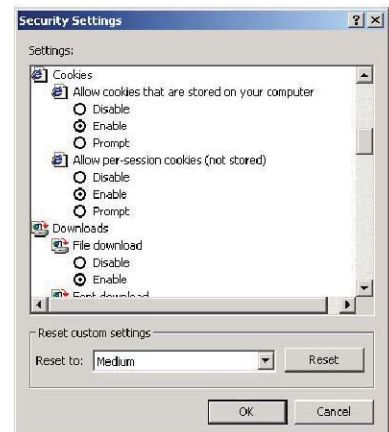 Security Settings
Settings:
Cookies
Allow cookies that are stored on your computer
Disable
Enable
Prompt
Allow per-session cookies (not stored)
Disable
Enable
Prompt
Downloads
File download
Disable
Enable
Font download
Reset custom settings
Reset to: Medium Reset
OK Cancel